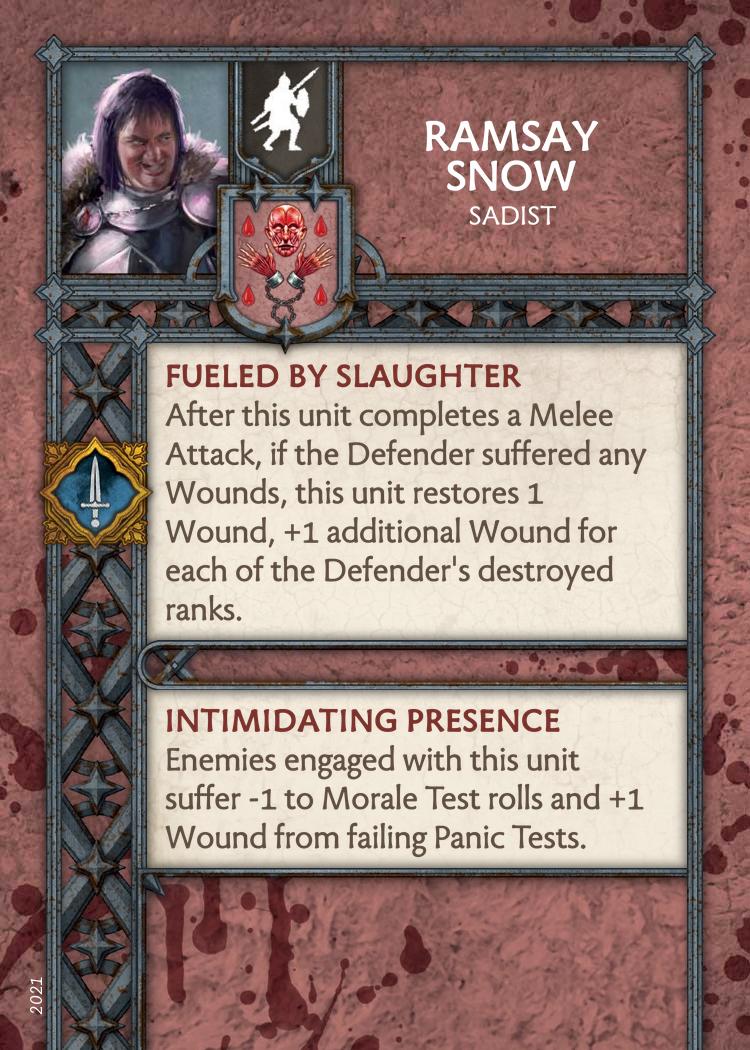 RAMSAY
SNOW
SADIST
FUELED BY SLAUGHTER
After this unit completes a Melee
Attack, if the Defender suffered any
Wounds, this unit restores 1
Wound, +1 additional Wound for
each of the Defender's destroyed
ranks.
INTIMIDATING PRESENCE
Enemies engaged with this unit
suffer -1 to Morale Test rolls and +1
Wound from failing Panic Tests.
2021